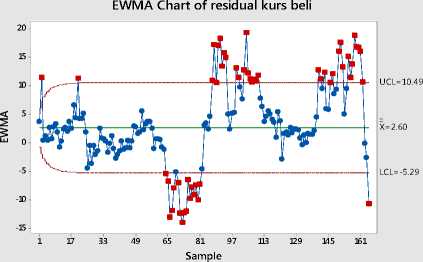 EWMA Chart of residual kurs beli
20
15
10
5
0
-5
-10
-15
EWMA
UCL=10.49
X=2.60
LCL=-5.29
1 17 33 49 65 81 97 113 129 145 161
Sample